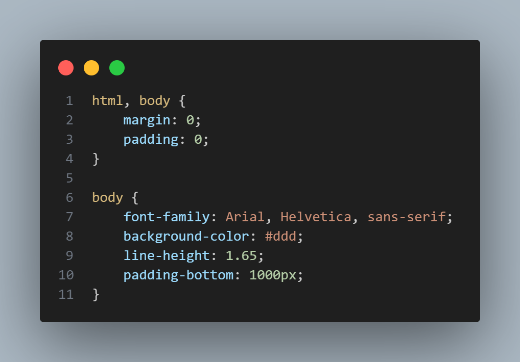 1 html, body {
2     margin: 0;
3     padding: 0;
4 }
5
6 body {
7     font-family: Arial, Helvetica, sans-serif;
8     background-color: #ddd;
9     line-height: 1.65;
10     padding-bottom: 1000px;
11 }